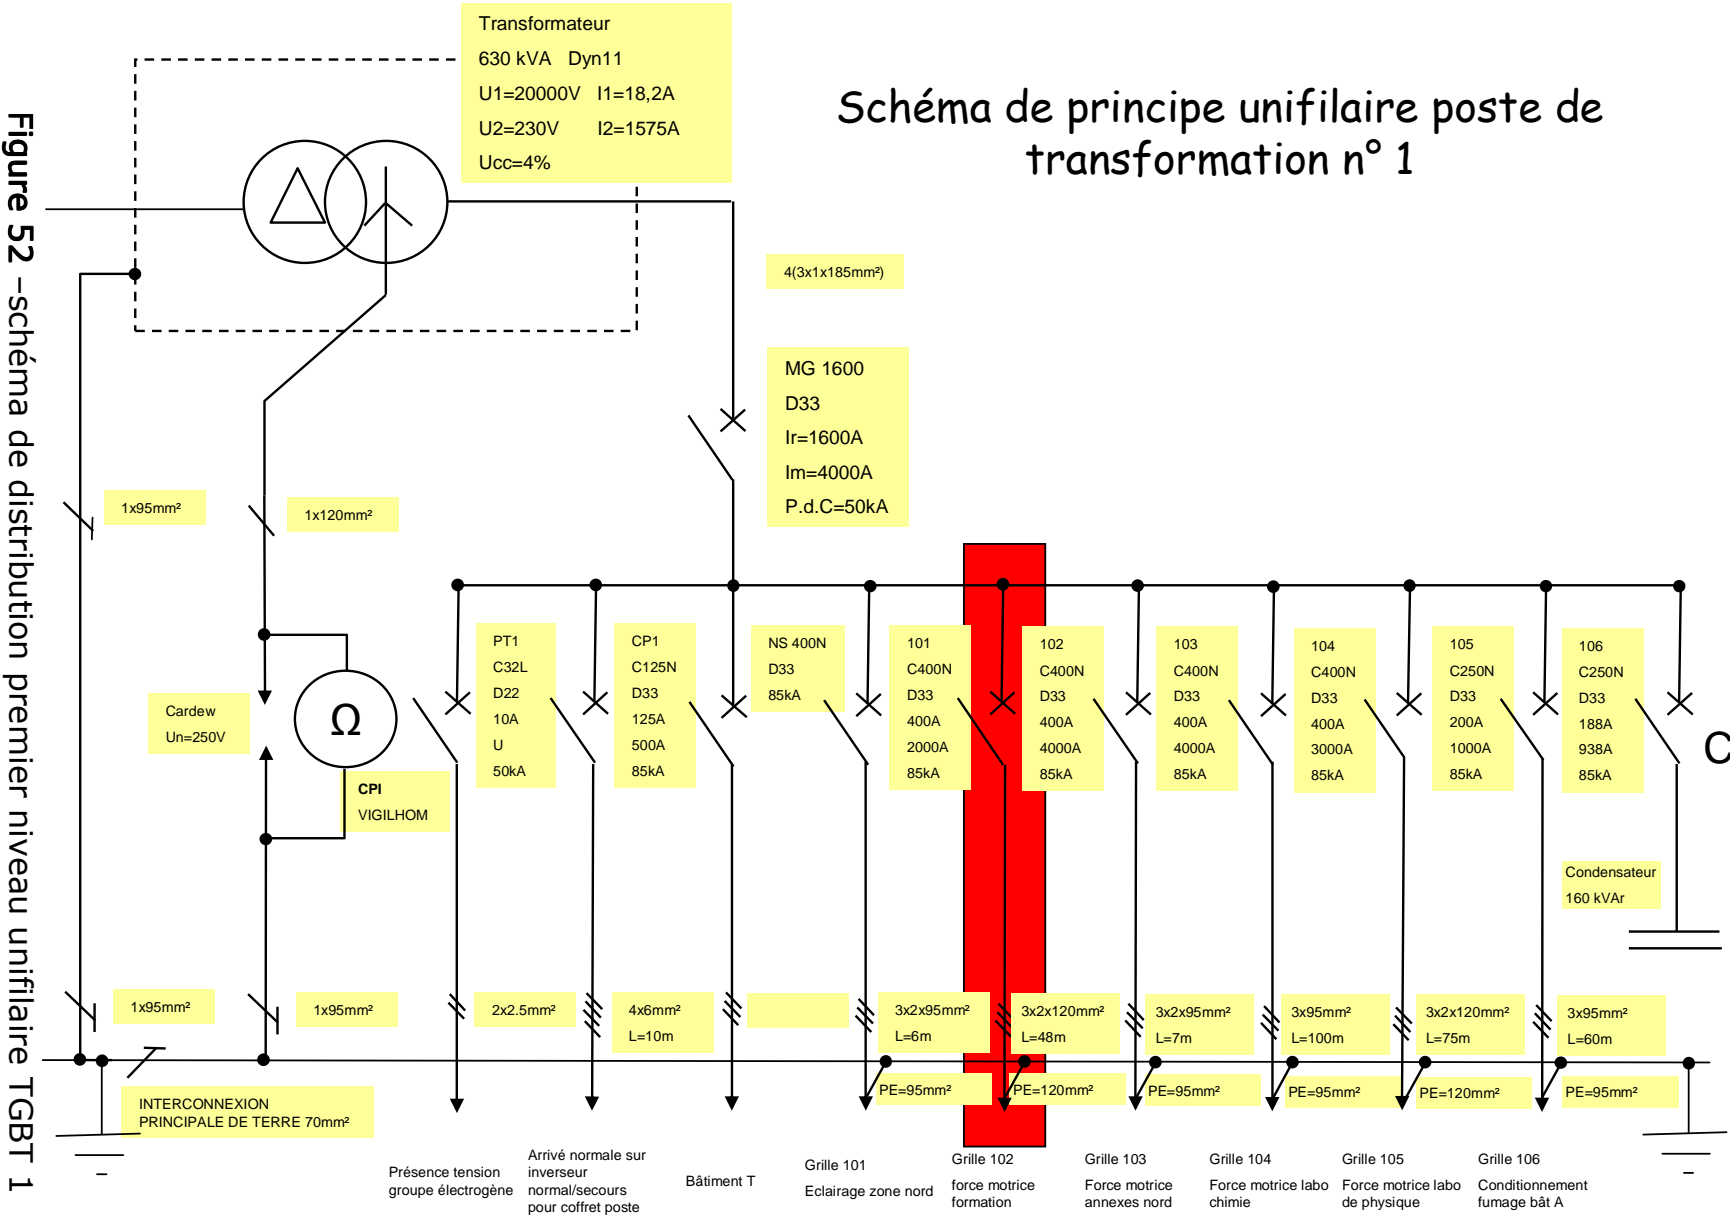 Transformateur
630 kVA Dyn11
U1=20000V I1=18,2A
U2=230V I2=1575A
Ucc=4%
Schéma de principe unifilaire poste de
transformation n° 1
Figure 52 –schéma de distribution premier niveau unifilaire TGBT 1
4(3x1x185mm²)
MG 1600
D33
Ir=1600A
Im=4000A
P.d.C=50kA
1x95mm²
1x120mm²
Cardew
Un=250V
Ω
CPI
VIGILHOM
PT1
C32L
D22
10A
U
50kA
CP1
C125N
D33
125A
500A
85kA
NS 400N
D33
85kA
101
C400N
D33
400A
2000A
85kA
102
C400N
D33
400A
4000A
85kA
103
C400N
D33
400A
4000A
85kA
104
C400N
D33
400A
3000A
85kA
105
C250N
D33
200A
1000A
85kA
106
C250N
D33
188A
938A
85kA
C
Condensateur
160 kVAr
1x95mm²
1x95mm²
2x2.5mm²
4x6mm²
L=10m
3x2x95mm²
L=6m
3x2x120mm²
L=48m
3x2x95mm²
L=7m
3x95mm²
L=100m
3x2x120mm²
L=75m
3x95mm²
L=60m
PE=95mm²
PE=120mm²
PE=95mm²
PE=95mm²
PE=120mm²
PE=95mm²
INTERCONNEXION
PRINCIPALE DE TERRE 70mm²
Présence tension
groupe électrogène
Arrivé normale sur
inverseur
normal/secours
pour coffret poste
Bâtiment T
Grille 101
Eclairage zone nord
Grille 102
force motrice
formation
Grille 103
Force motrice
annexes nord
Grille 104
Force motrice labo
chimie
Grille 105
Force motrice labo
de physique
Grille 106
Conditionnement
fumage bât A